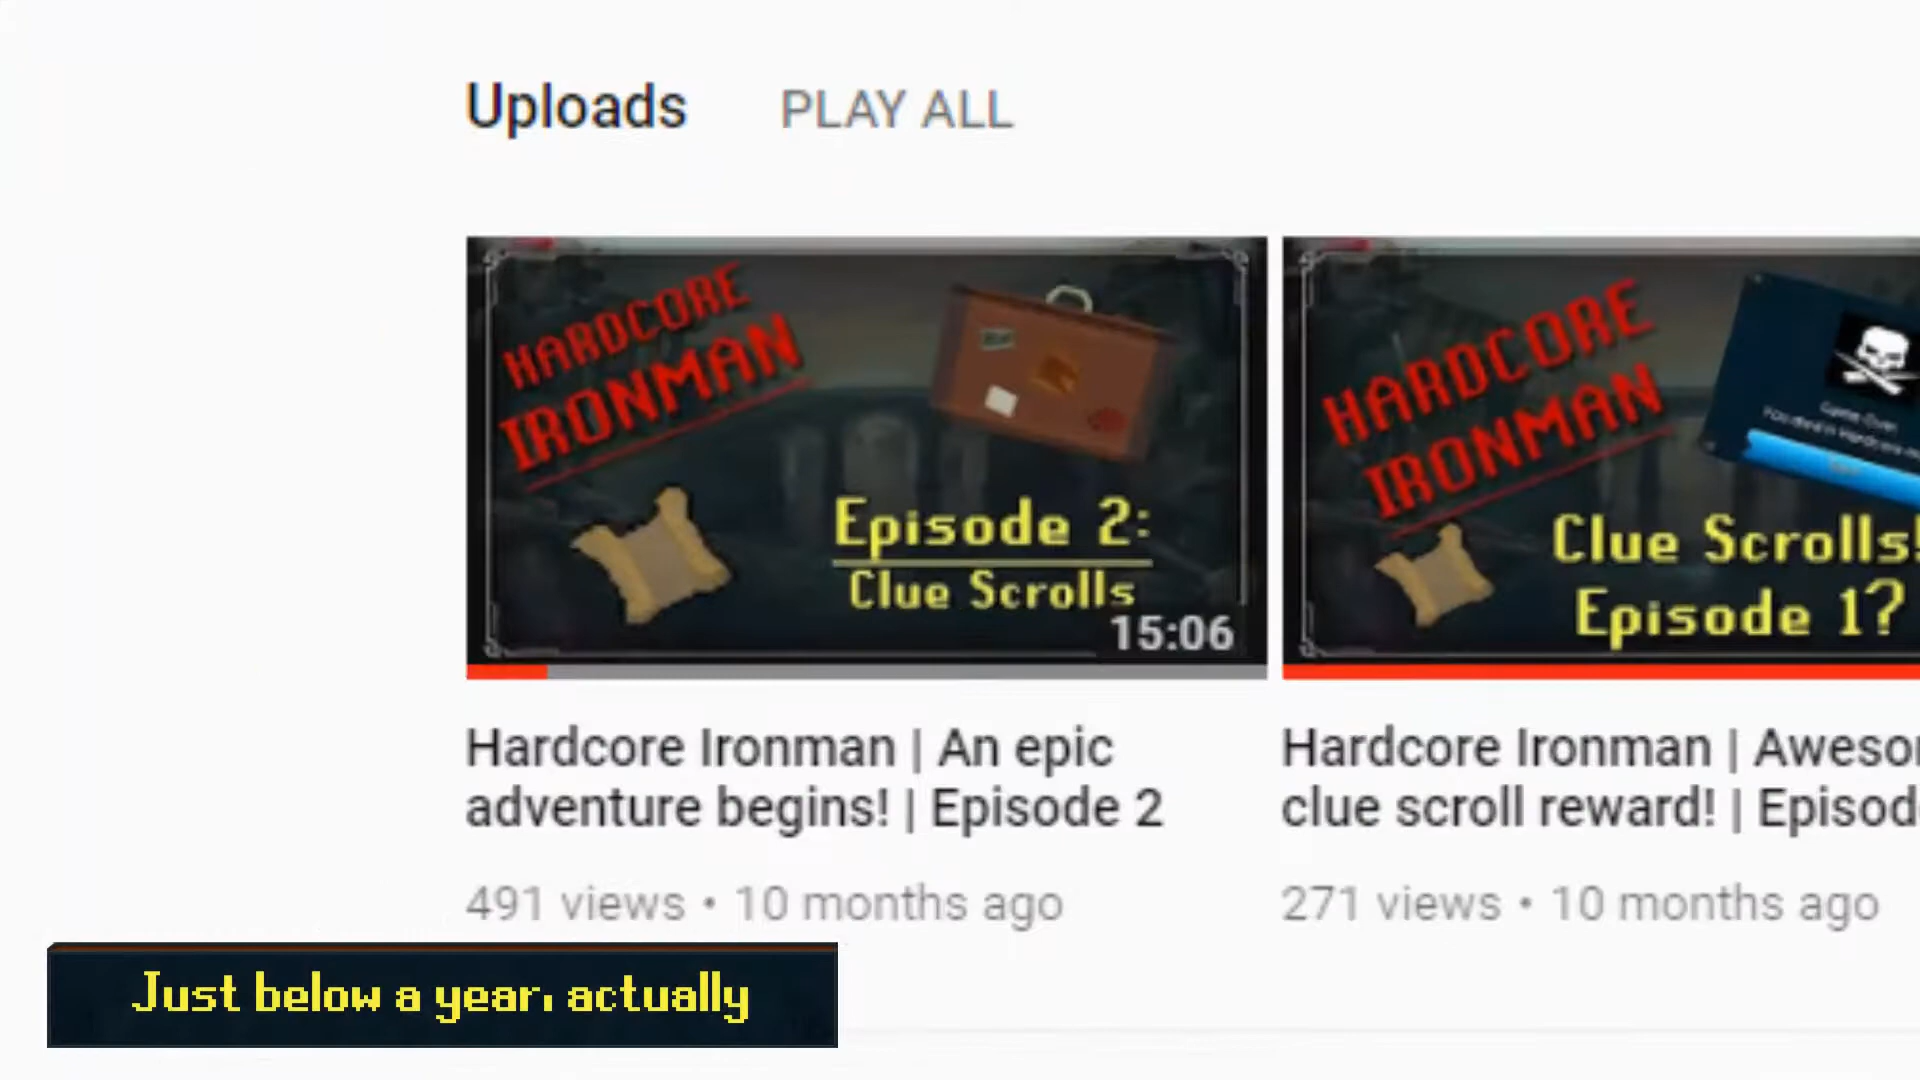 Uploads PLAY ALL
HARDCORE
IRONMAN
Episode 2:
Clue Scrolls
15:06
HARDCORE
IRONMAN
Game Over
Clue Scrolls!
Episode 1?
Hardcore Ironman | An epic
adventure begins! | Episode 2
491 views • 10 months ago
Hardcore Ironman | Aweso
clue scroll reward! | Episod
271 views • 10 months ago
Just below a year, actually